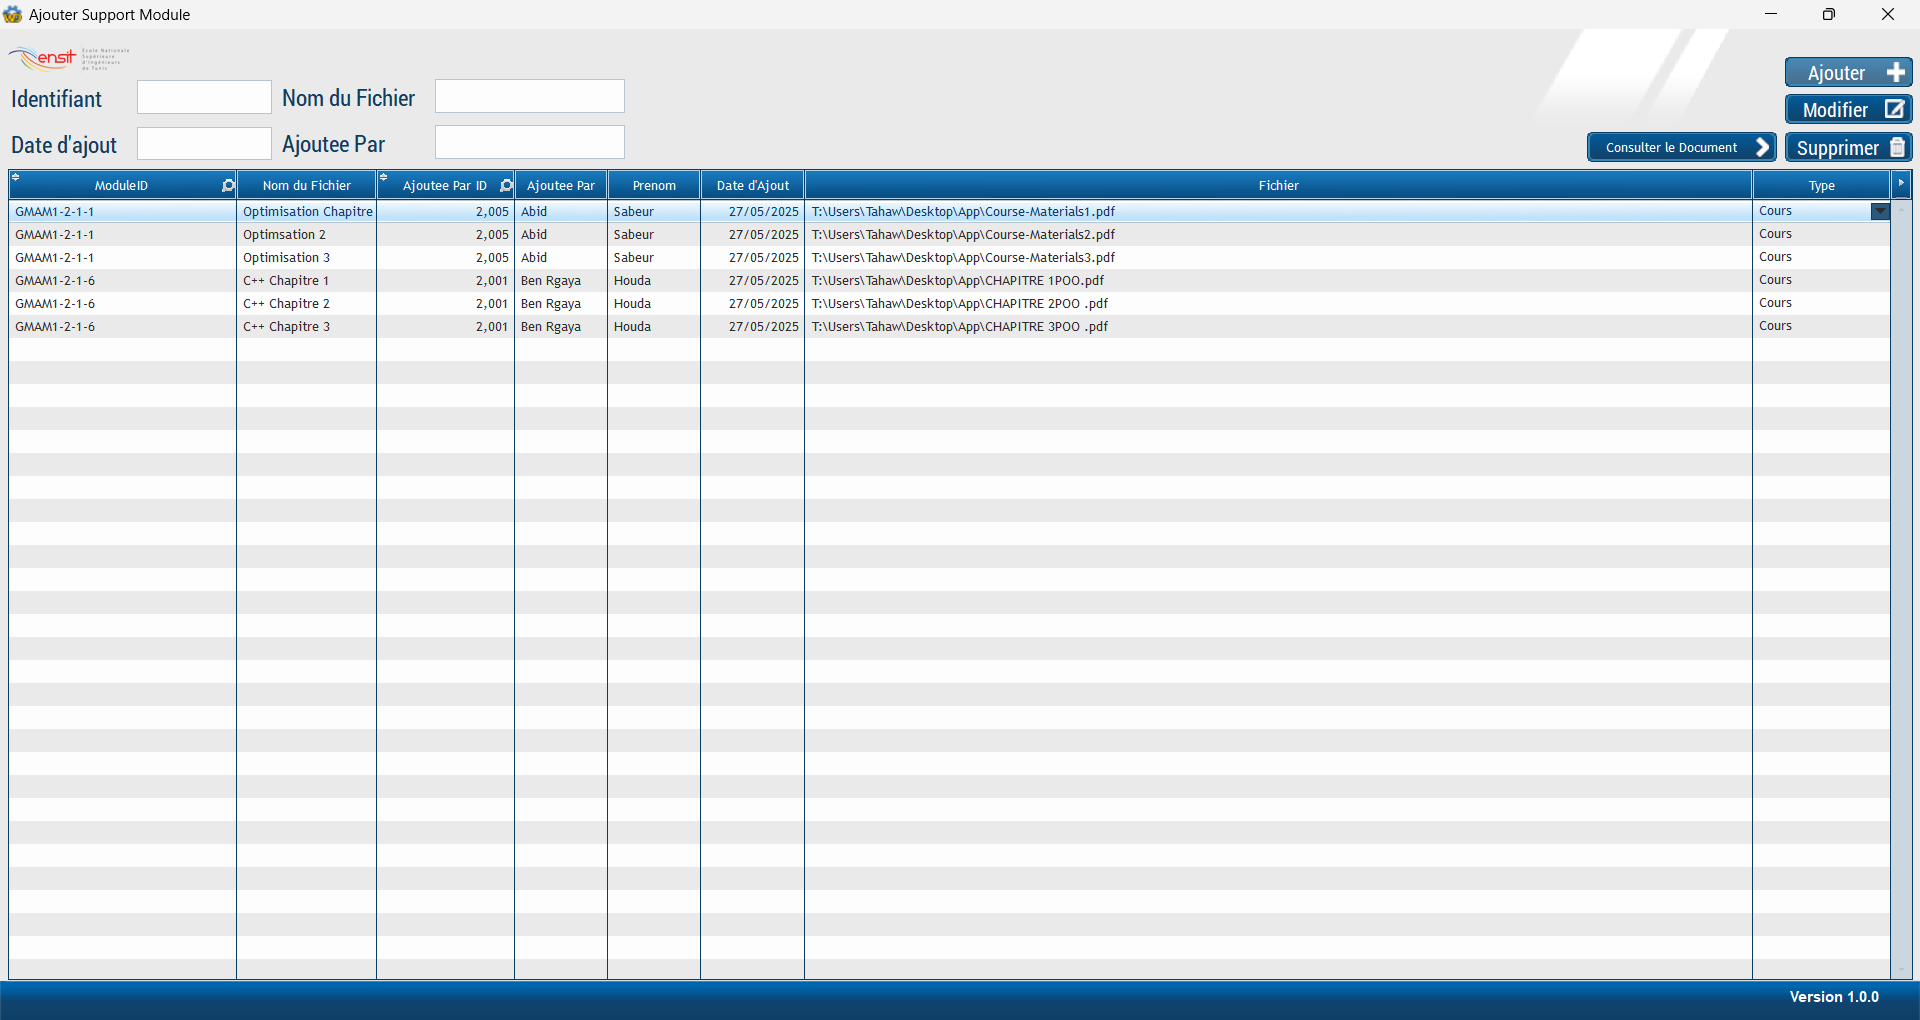 Ajouter Support Module
ensit École Nationale Supérieure d'Ingénieurs de Tunis
Identifiant Nom du Fichier
Date d'ajout Ajoutee Par
Ajouter
Modifier
Consulter le Document Supprimer
ModuleID Nom du Fichier Ajoutee Par ID Ajoutee Par Prenom Date d'Ajout Fichier Type
GMAM1-2-1-1 Optimisation Chapitre 2,005 Abid Sabeur 27/05/2025 T:\Users\Tahaw\Desktop\App\Course-Materials1.pdf Cours
GMAM1-2-1-1 Optimsation 2 2,005 Abid Sabeur 27/05/2025 T:\Users\Tahaw\Desktop\App\Course-Materials2.pdf Cours
GMAM1-2-1-1 Optimisation 3 2,005 Abid Sabeur 27/05/2025 T:\Users\Tahaw\Desktop\App\Course-Materials3.pdf Cours
GMAM1-2-1-6 C++ Chapitre 1 2,001 Ben Rgaya Houda 27/05/2025 T:\Users\Tahaw\Desktop\App\CHAPITRE 1POO.pdf Cours
GMAM1-2-1-6 C++ Chapitre 2 2,001 Ben Rgaya Houda 27/05/2025 T:\Users\Tahaw\Desktop\App\CHAPITRE 2POO .pdf Cours
GMAM1-2-1-6 C++ Chapitre 3 2,001 Ben Rgaya Houda 27/05/2025 T:\Users\Tahaw\Desktop\App\CHAPITRE 3POO .pdf Cours
Version 1.0.0